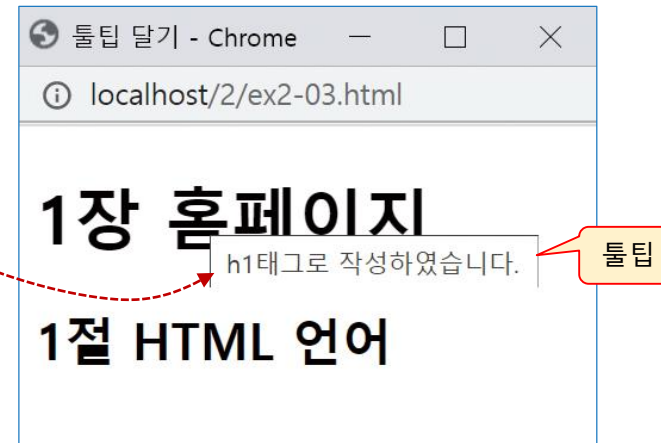 툴팁 달기 - Chrome
localhost/2/ex2-03.html
1장 홈페이지
h1태그로 작성하였습니다.
툴팁
1절 HTML 언어